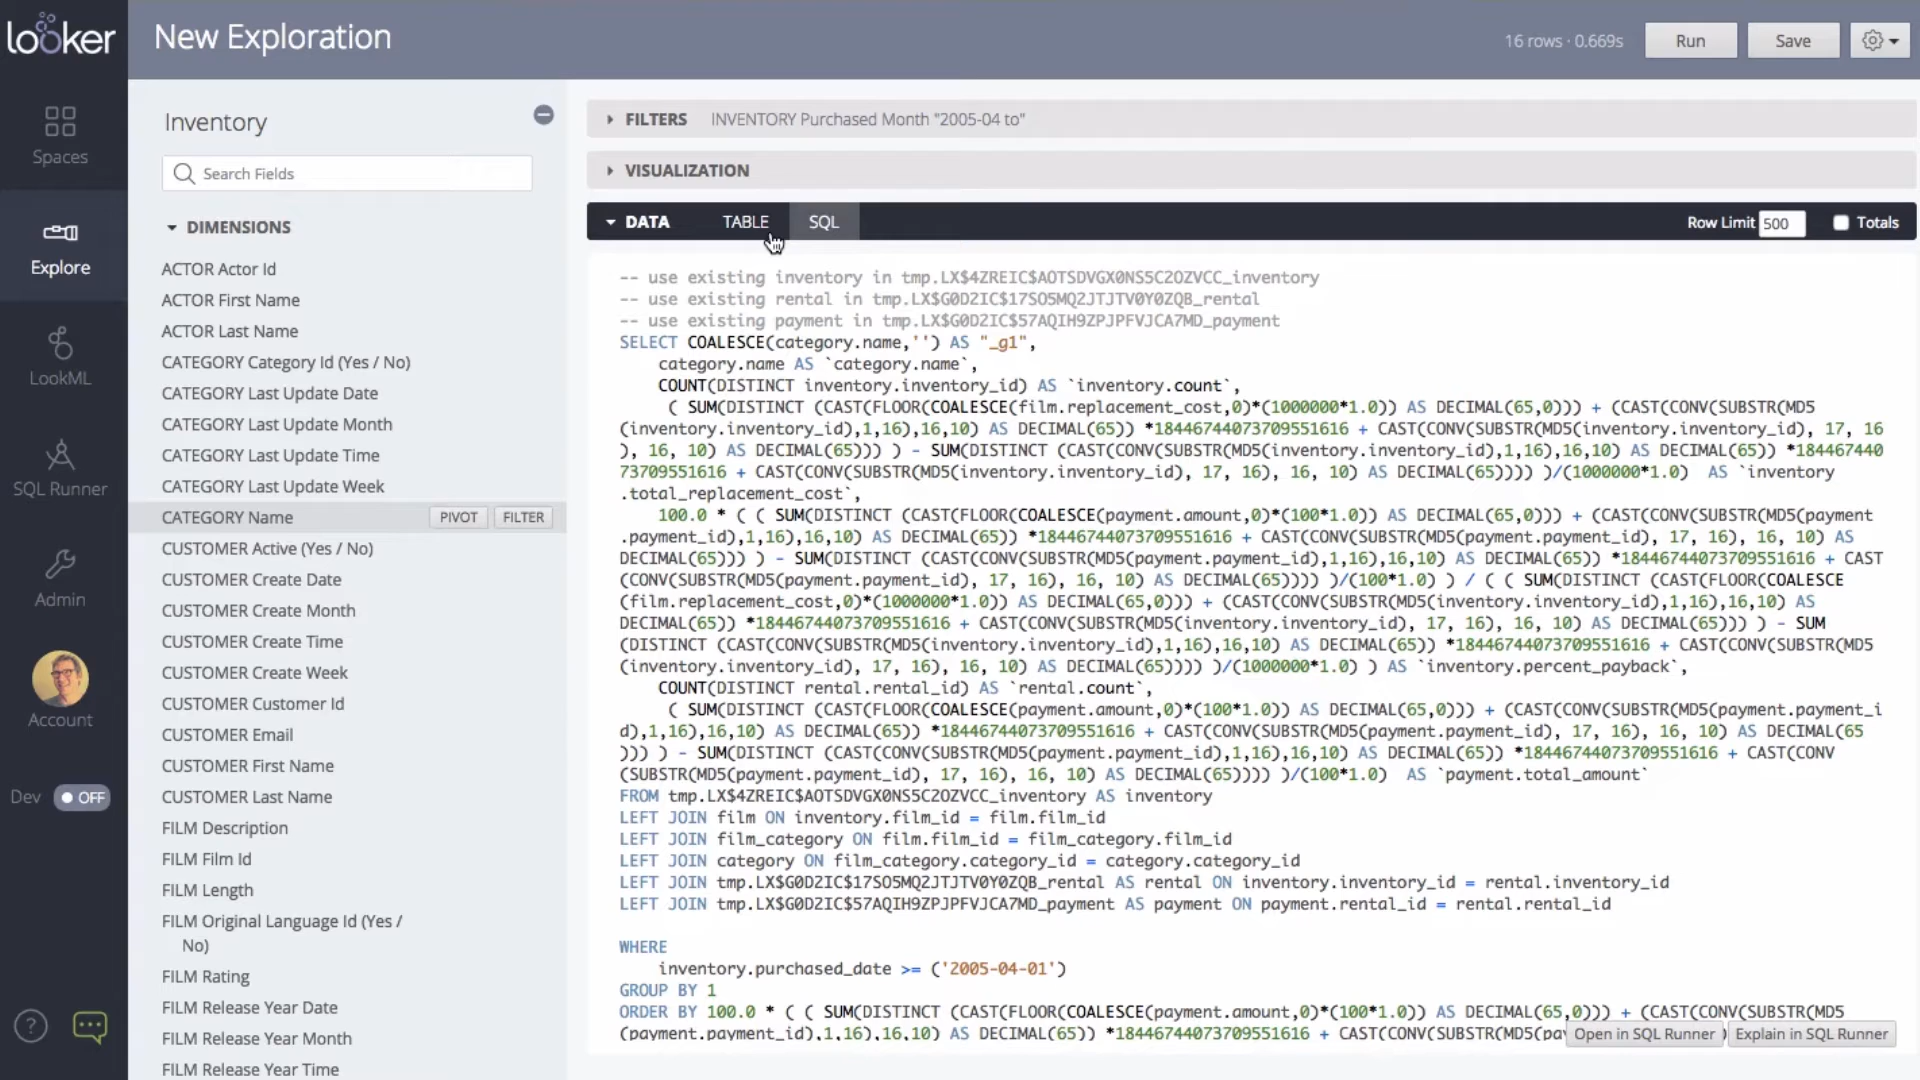 looker
New Exploration
16 rows · 0.669s
Run
Save
Spaces
Explore
LookML
SQL Runner
Admin
Account
Dev
OFF
?
Inventory
Search Fields
DIMENSIONS
ACTOR Actor Id
ACTOR First Name
ACTOR Last Name
CATEGORY Category Id (Yes / No)
CATEGORY Last Update Date
CATEGORY Last Update Month
CATEGORY Last Update Time
CATEGORY Last Update Week
CATEGORY Name
PIVOT
FILTER
CUSTOMER Active (Yes / No)
CUSTOMER Create Date
CUSTOMER Create Month
CUSTOMER Create Time
CUSTOMER Create Week
CUSTOMER Customer Id
CUSTOMER Email
CUSTOMER First Name
CUSTOMER Last Name
FILM Description
FILM Film Id
FILM Length
FILM Original Language Id (Yes /
No)
FILM Rating
FILM Release Year Date
FILM Release Year Month
FILM Release Year Time
FILTERS INVENTORY Purchased Month "2005-04 to"
VISUALIZATION
DATA
TABLE
SQL
Row Limit 500
Totals
-- use existing inventory in tmp.LX$4ZREIC$AOTSDVGX0NS5C2OZVCC_inventory
-- use existing rental in tmp.LX$G0D2IC$17SO5MQ2JTJTV0Y0ZQB_rental
-- use existing payment in tmp.LX$G0D2IC$57AQIH9ZPJPFVJCA7MD_payment
SELECT COALESCE(category.name,'') AS "_g1",
category.name AS `category.name`,
COUNT(DISTINCT inventory.inventory_id) AS `inventory.count`,
( SUM(DISTINCT (CAST(FLOOR(COALESCE(film.replacement_cost,0)*(1000000*1.0)) AS DECIMAL(65,0))) + (CAST(CONV(SUBSTR(MD5
(inventory.inventory_id),1,16),16,10) AS DECIMAL(65)) *18446744073709551616 + CAST(CONV(SUBSTR(MD5(inventory.inventory_id), 17, 16
), 16, 10) AS DECIMAL(65))) ) - SUM(DISTINCT (CAST(CONV(SUBSTR(MD5(inventory.inventory_id),1,16),16,10) AS DECIMAL(65)) *184467440
73709551616 + CAST(CONV(SUBSTR(MD5(inventory.inventory_id), 17, 16), 16, 10) AS DECIMAL(65)))) )/(1000000*1.0) AS `inventory
.total_replacement_cost`,
100.0 * ( ( SUM(DISTINCT (CAST(FLOOR(COALESCE(payment.amount,0)*(100*1.0)) AS DECIMAL(65,0))) + (CAST(CONV(SUBSTR(MD5(payment
.payment_id),1,16),16,10) AS DECIMAL(65)) *18446744073709551616 + CAST(CONV(SUBSTR(MD5(payment.payment_id), 17, 16), 16, 10) AS
DECIMAL(65))) ) - SUM(DISTINCT (CAST(CONV(SUBSTR(MD5(payment.payment_id),1,16),16,10) AS DECIMAL(65)) *18446744073709551616 + CAST
(CONV(SUBSTR(MD5(payment.payment_id), 17, 16), 16, 10) AS DECIMAL(65)))) )/(100*1.0) ) / ( ( SUM(DISTINCT (CAST(FLOOR(COALESCE
(film.replacement_cost,0)*(1000000*1.0)) AS DECIMAL(65,0))) + (CAST(CONV(SUBSTR(MD5(inventory.inventory_id),1,16),16,10) AS
DECIMAL(65)) *18446744073709551616 + CAST(CONV(SUBSTR(MD5(inventory.inventory_id), 17, 16), 16, 10) AS DECIMAL(65))) ) - SUM
(DISTINCT (CAST(CONV(SUBSTR(MD5(inventory.inventory_id),1,16),16,10) AS DECIMAL(65)) *18446744073709551616 + CAST(CONV(SUBSTR(MD5
(inventory.inventory_id), 17, 16), 16, 10) AS DECIMAL(65)))) )/(1000000*1.0) ) AS `inventory.percent_payback`,
COUNT(DISTINCT rental.rental_id) AS `rental.count`,
( SUM(DISTINCT (CAST(FLOOR(COALESCE(payment.amount,0)*(100*1.0)) AS DECIMAL(65,0))) + (CAST(CONV(SUBSTR(MD5(payment.payment_i
d),1,16),16,10) AS DECIMAL(65)) *18446744073709551616 + CAST(CONV(SUBSTR(MD5(payment.payment_id), 17, 16), 16, 10) AS DECIMAL(65
))) ) - SUM(DISTINCT (CAST(CONV(SUBSTR(MD5(payment.payment_id),1,16),16,10) AS DECIMAL(65)) *18446744073709551616 + CAST(CONV
(SUBSTR(MD5(payment.payment_id), 17, 16), 16, 10) AS DECIMAL(65)))) )/(100*1.0) AS `payment.total_amount`
FROM tmp.LX$4ZREIC$AOTSDVGX0NS5C2OZVCC_inventory AS inventory
LEFT JOIN film ON inventory.film_id = film.film_id
LEFT JOIN film_category ON film.film_id = film_category.film_id
LEFT JOIN category ON film_category.category_id = category.category_id
LEFT JOIN tmp.LX$G0D2IC$17SO5MQ2JTJTV0Y0ZQB_rental AS rental ON inventory.inventory_id = rental.inventory_id
LEFT JOIN tmp.LX$G0D2IC$57AQIH9ZPJPFVJCA7MD_payment AS payment ON payment.rental_id = rental.rental_id
WHERE
inventory.purchased_date >= ('2005-04-01')
GROUP BY 1
ORDER BY 100.0 * ( ( SUM(DISTINCT (CAST(FLOOR(COALESCE(payment.amount,0)*(100*1.0)) AS DECIMAL(65,0))) + (CAST(CONV(SUBSTR(MD5
(payment.payment_id),1,16),16,10) AS DECIMAL(65)) *18446744073709551616 + CAST(CONV(SUBSTR(MD5(pay
Open in SQL Runner
Explain in SQL Runner